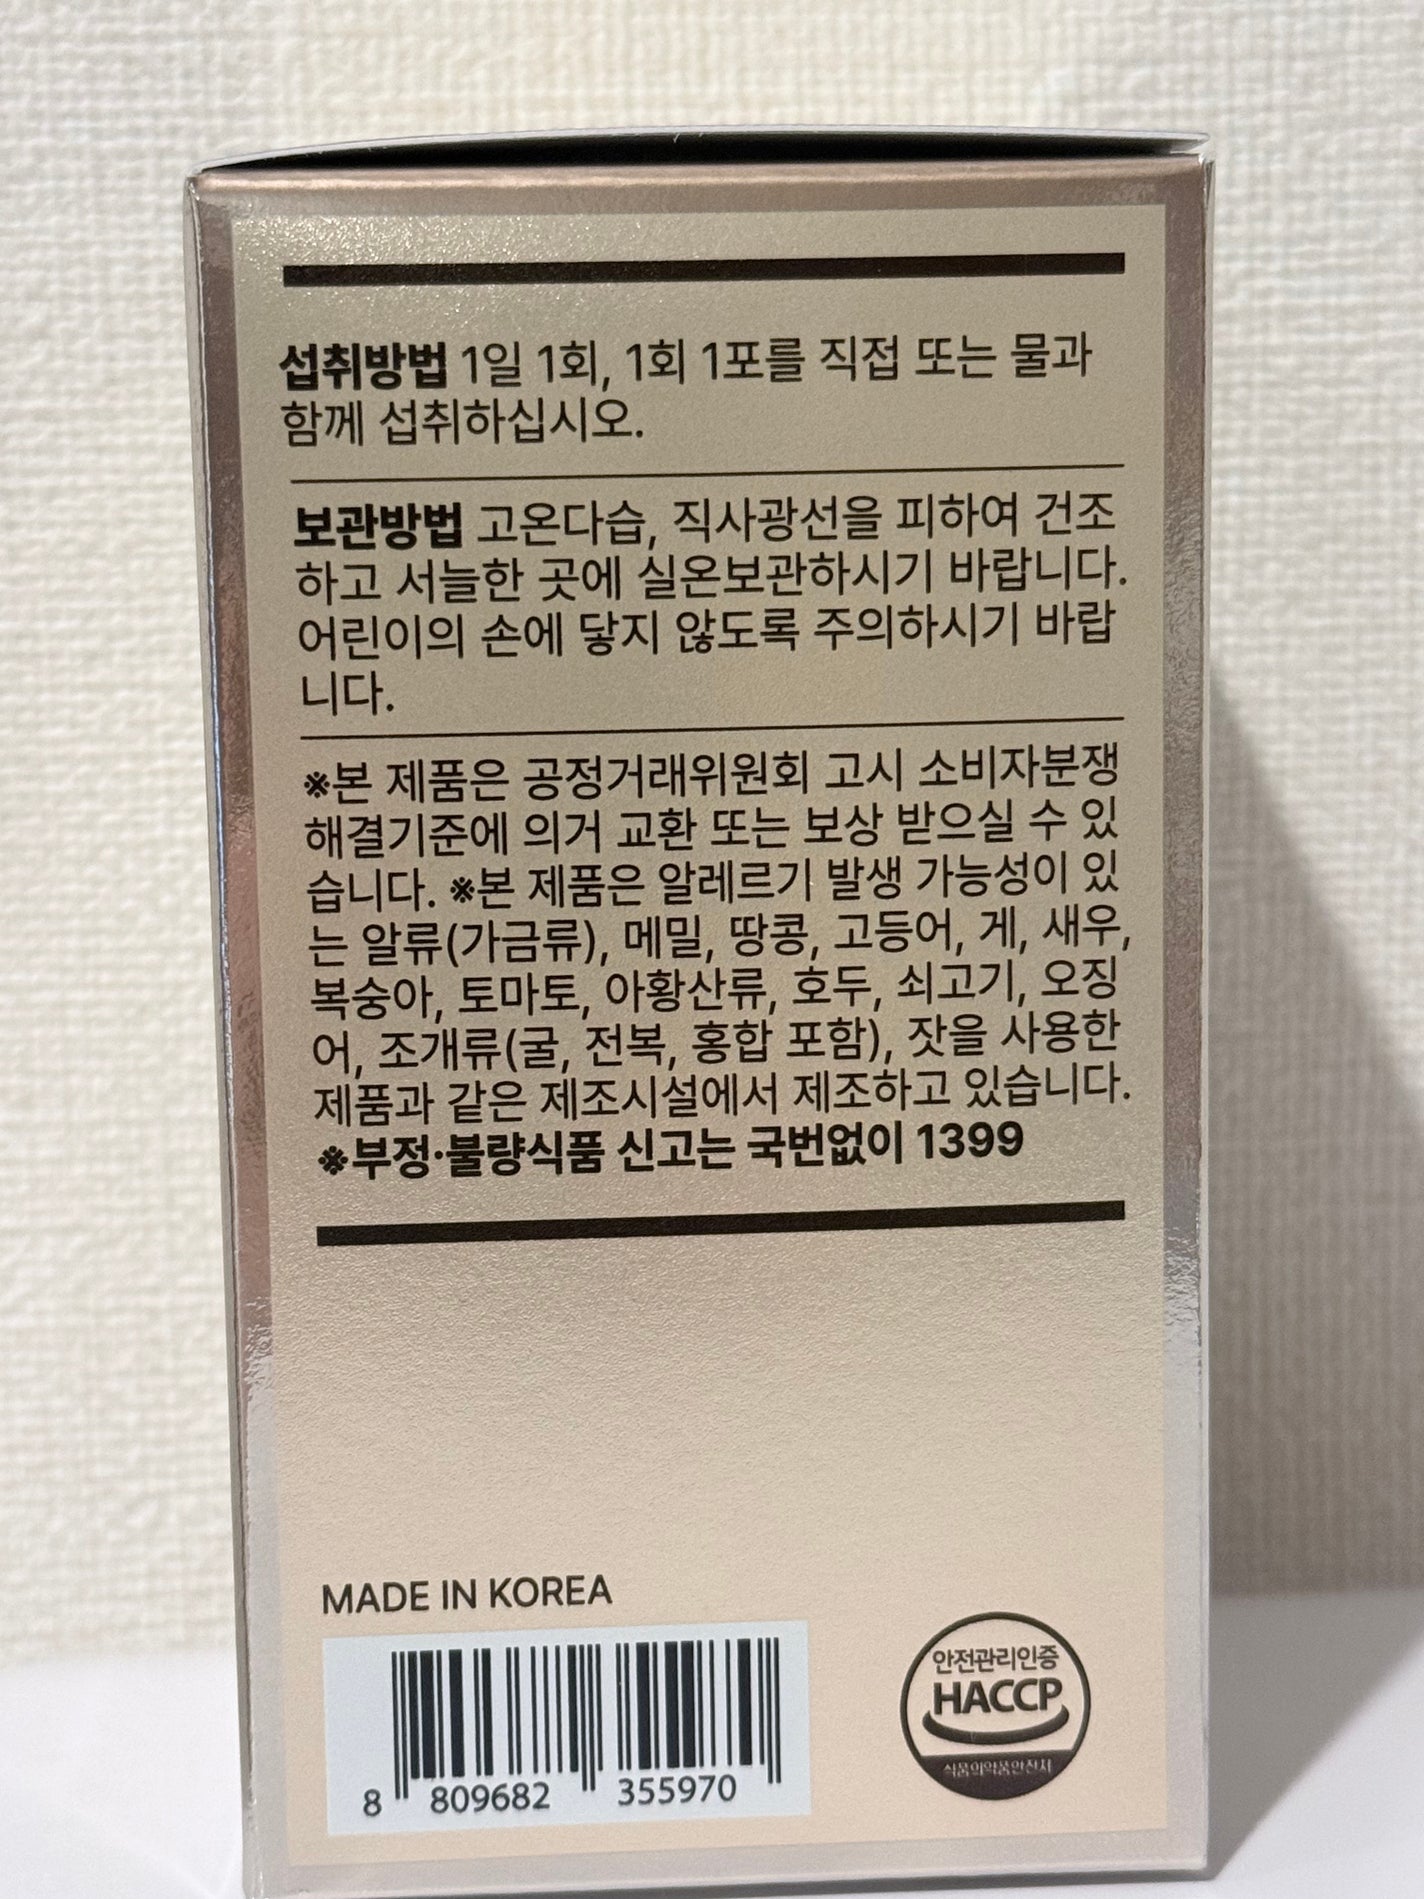 섭취방법 1일 1회, 1회 1포를 직접 또는 물과
함께 섭취하십시오.
보관방법 고온다습, 직사광선을 피하여 건조
하고 서늘한 곳에 실온보관하시기 바랍니다.
어린이의 손에 닿지 않도록 주의하시기 바랍
니다.
※본 제품은 공정거래위원회 고시 소비자분쟁
해결기준에 의거 교환 또는 보상 받으실 수 있
습니다. ※본 제품은 알레르기 발생 가능성이 있
는 알류(가금류), 메밀, 땅콩, 고등어, 게, 새우,
복숭아, 토마토, 아황산류, 호두, 쇠고기, 오징
어, 조개류(굴, 전복, 홍합 포함), 잣을 사용한
제품과 같은 제조시설에서 제조하고 있습니다.
※부정·불량식품 신고는 국번없이 1399
MADE IN KOREA
8 809682 355970
안전관리인증
HACCP
식품의약품안전처